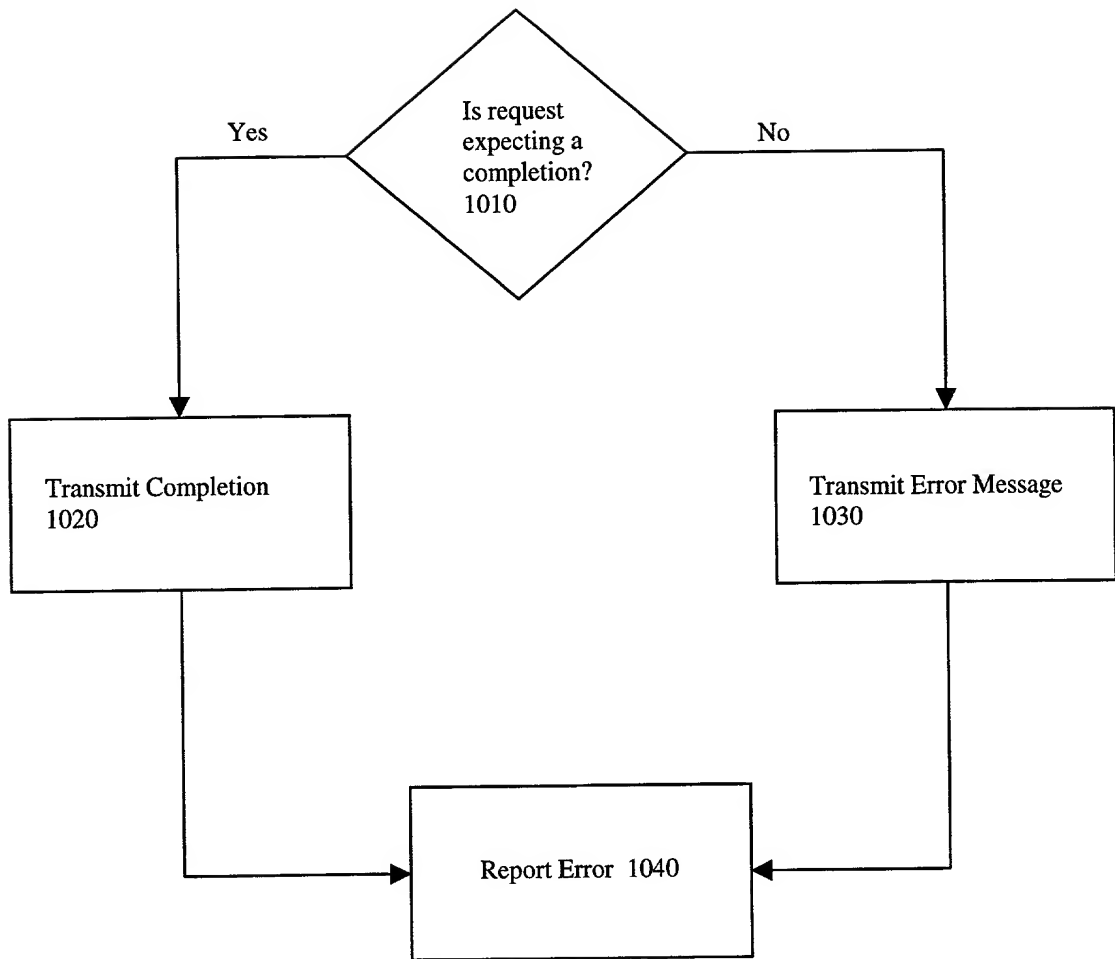 Is request
expecting a
completion?
1010
Yes
No
Transmit Completion
1020
Transmit Error Message
1030
Report Error 1040